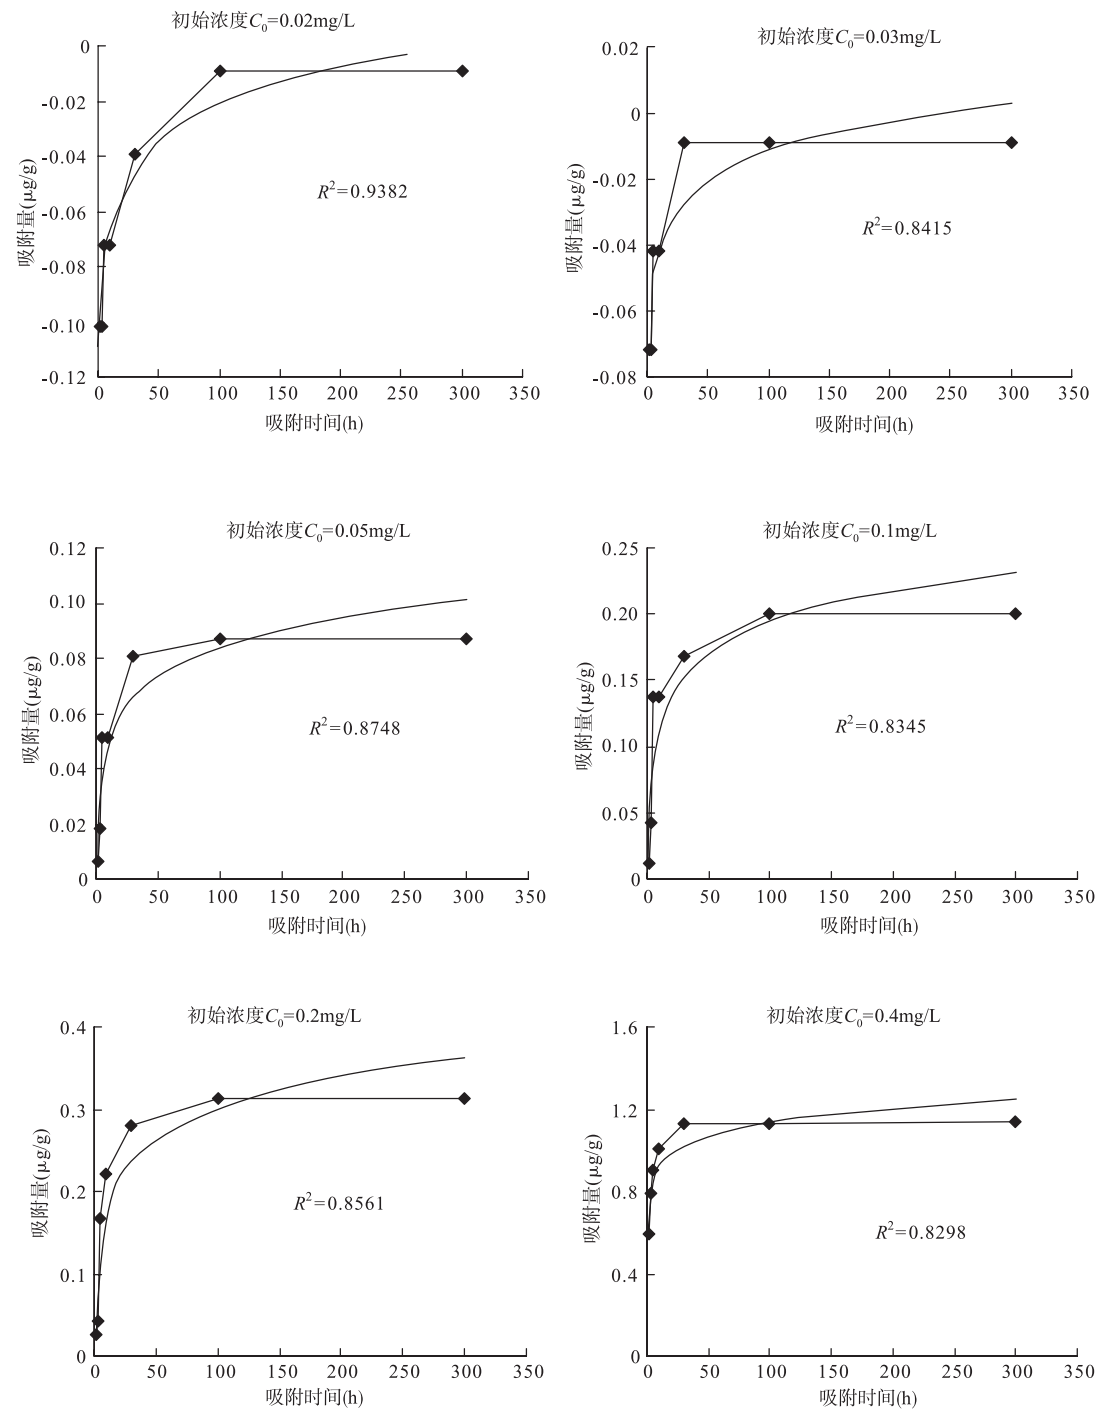 初始浓度C0=0.02mg/L
0
-0.02
-0.04
-0.06
-0.08
-0.10
-0.12
吸附量(μg/g)
R2=0.9382
0 50 100 150 200 250 300 350
吸附时间(h)
初始浓度C0=0.03mg/L
0.02
0
-0.02
-0.04
-0.06
-0.08
吸附量(μg/g)
R2=0.8415
0 50 100 150 200 250 300 350
吸附时间(h)
初始浓度C0=0.05mg/L
0.12
0.10
0.08
0.06
0.04
0.02
0
吸附量(μg/g)
R2=0.8748
0 50 100 150 200 250 300 350
吸附时间(h)
初始浓度C0=0.1mg/L
0.25
0.20
0.15
0.10
0.05
0
吸附量(μg/g)
R2=0.8345
0 50 100 150 200 250 300 350
吸附时间(h)
初始浓度C0=0.2mg/L
0.4
0.3
0.2
0.1
0
吸附量(μg/g)
R2=0.8561
0 50 100 150 200 250 300 350
吸附时间(h)
初始浓度C0=0.4mg/L
1.6
1.2
0.8
0.4
0
吸附量(μg/g)
R2=0.8298
0 50 100 150 200 250 300 350
吸附时间(h)